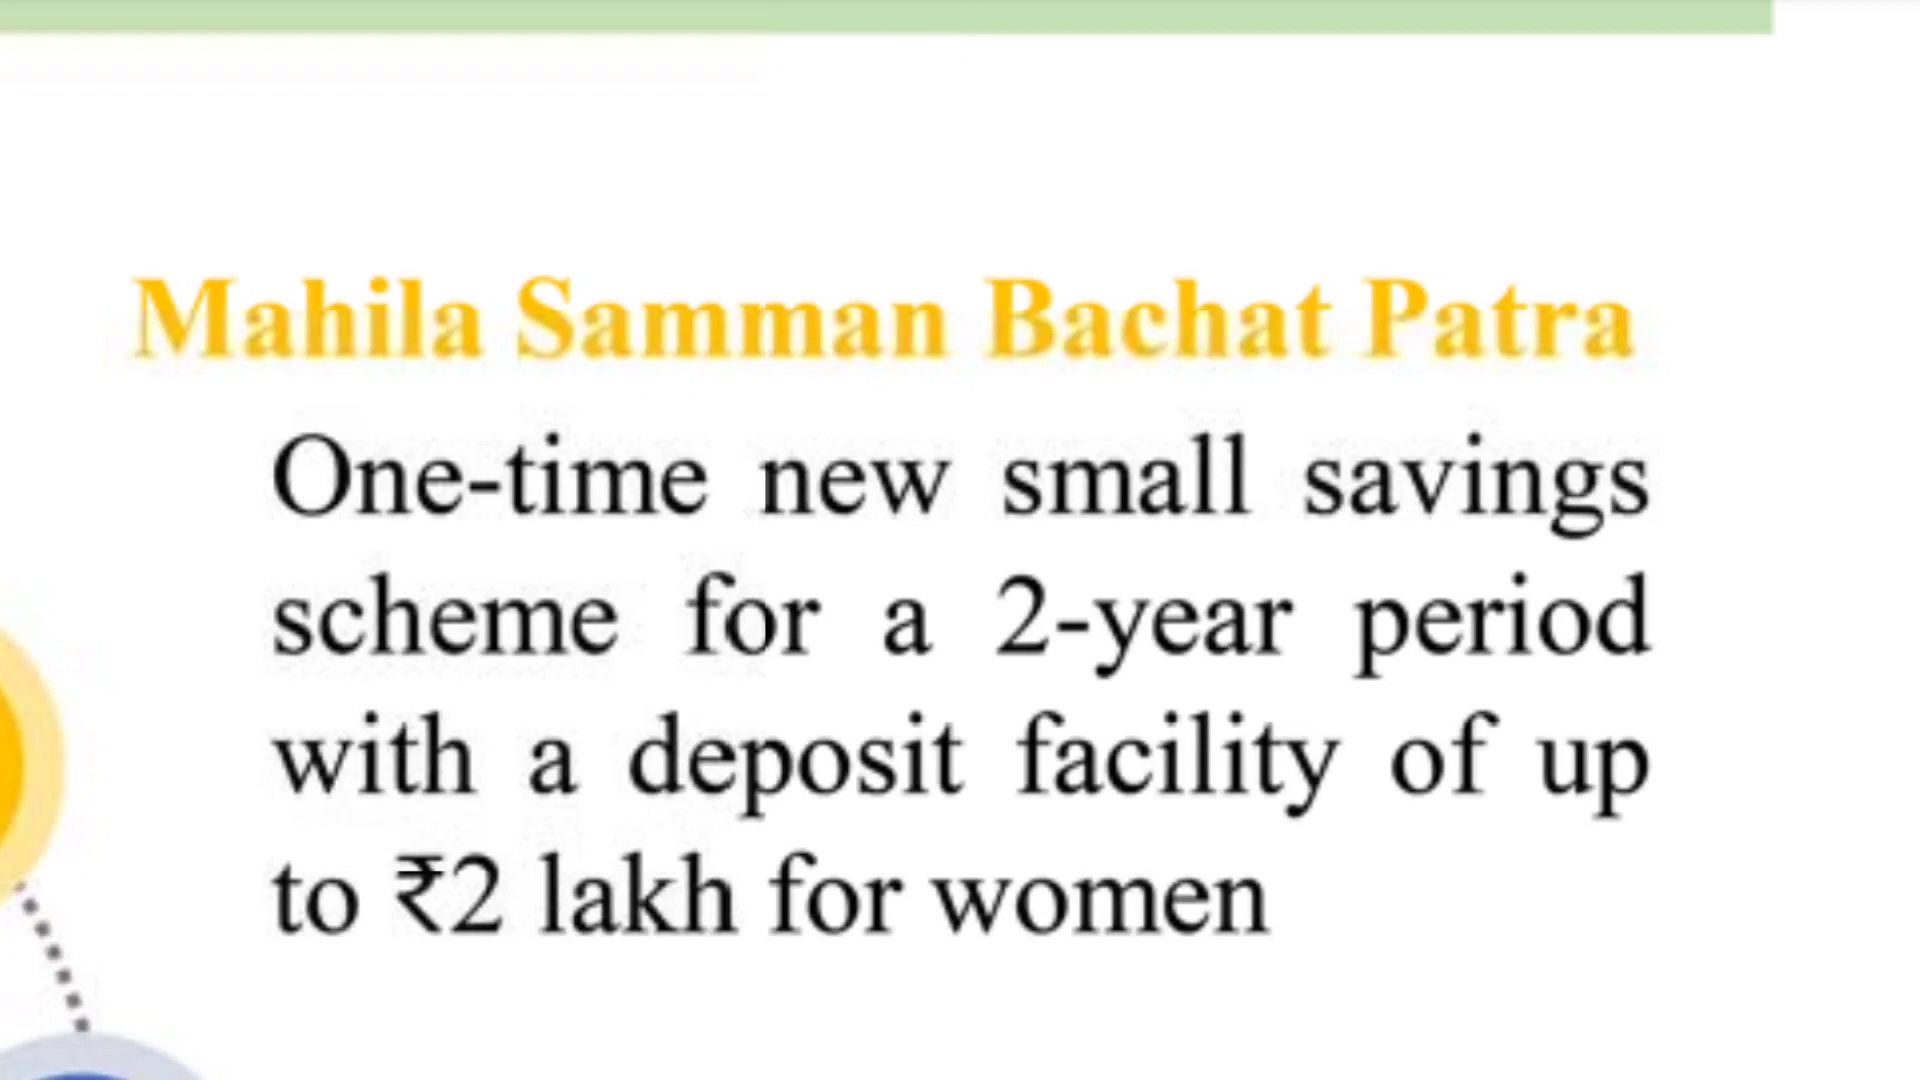 Mahila Samman Bachat Patra
One-time new small savings
scheme for a 2-year period
with a deposit facility of up
to ₹2 lakh for women